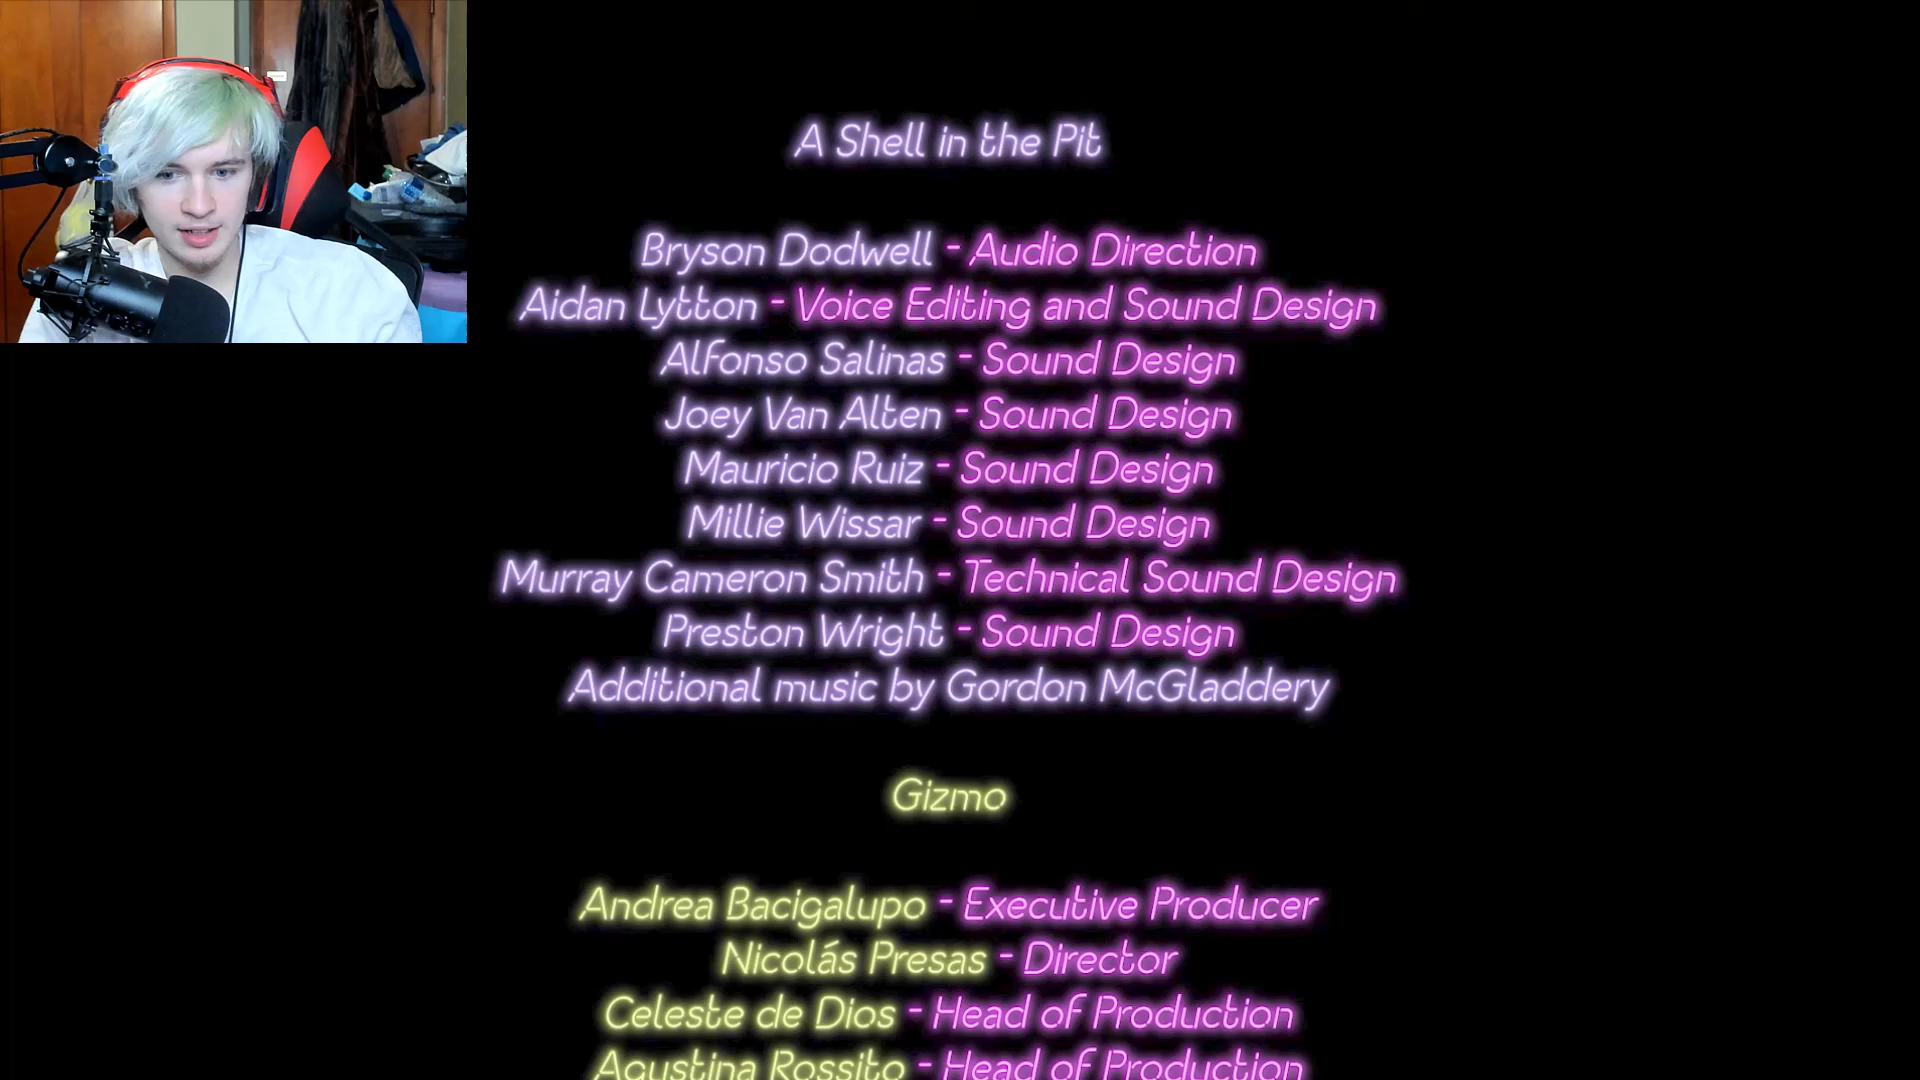 A Shell in the Pit
Bryson Dodwell - Audio Direction
Aidan Lytton - Voice Editing and Sound Design
Alfonso Salinas - Sound Design
Joey Van Alten - Sound Design
Mauricio Ruiz - Sound Design
Millie Wissar - Sound Design
Murray Cameron Smith - Technical Sound Design
Preston Wright - Sound Design
Additional music by Gordon McGladdery
Gizmo
Andrea Bacigalupo - Executive Producer
Nicolás Presas - Director
Celeste de Dios - Head of Production
Agustina Rossito - Head of Production